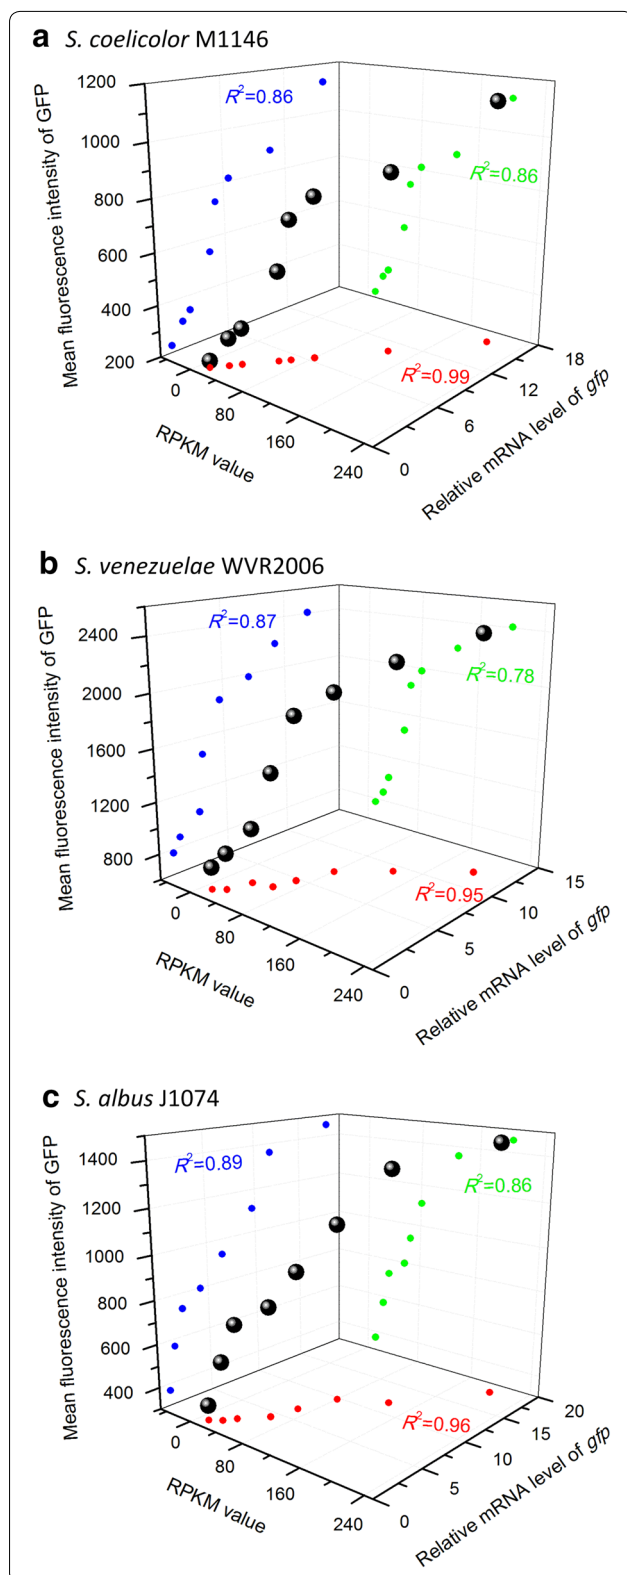 a S. coelicolor M1146
1200
1000
800
600
400
200
Mean fluorescence intensity of GFP
R²=0.86
R²=0.86
R²=0.99
0
80
160
240
RPKM value
0
6
12
18
Relative mRNA level of gfp
b S. venezuelae WVR2006
2400
2000
1600
1200
800
Mean fluorescence intensity of GFP
R²=0.87
R²=0.78
R²=0.95
0
80
160
240
RPKM value
0
5
10
15
Relative mRNA level of gfp
c S. albus J1074
1400
1200
1000
800
600
400
Mean fluorescence intensity of GFP
R²=0.89
R²=0.86
R²=0.96
0
80
160
240
RPKM value
0
5
10
15
20
Relative mRNA level of gfp